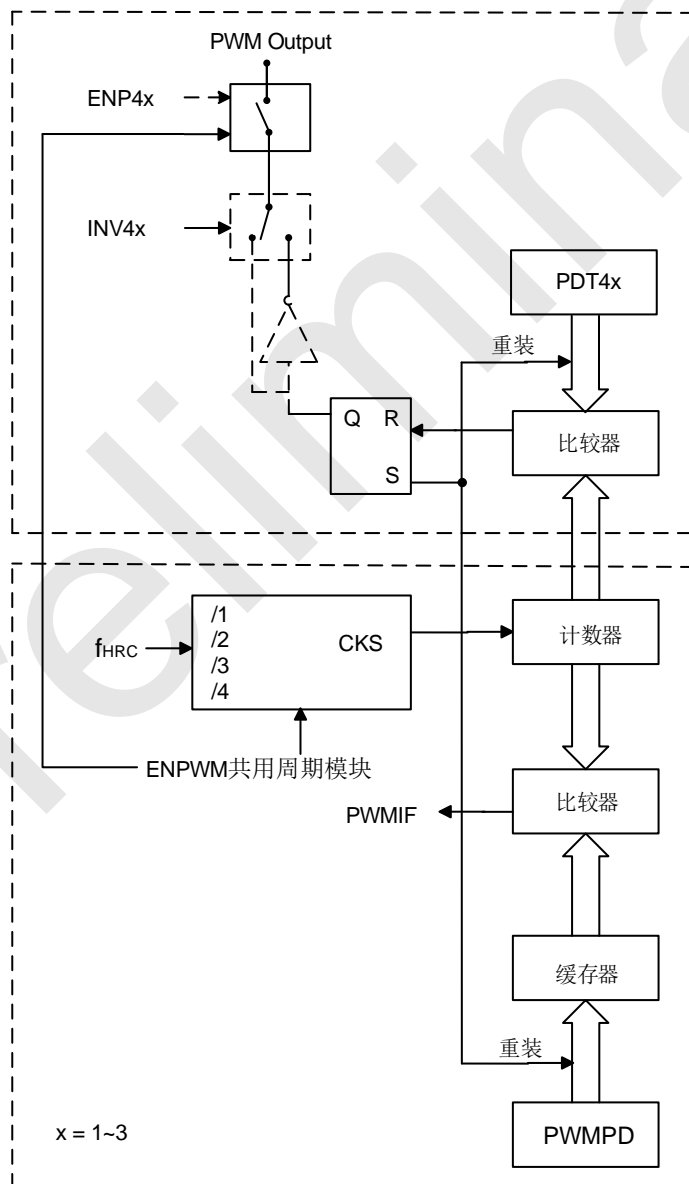 PWM Output
ENP4x
INV4x
PDT4x
重装
Q R
S
比较器
/1
/2
/3
/4
fHRC
CKS
计数器
ENPWM共用周期模块
比较器
PWMIF
缓存器
重装
PWMPD
x = 1~3